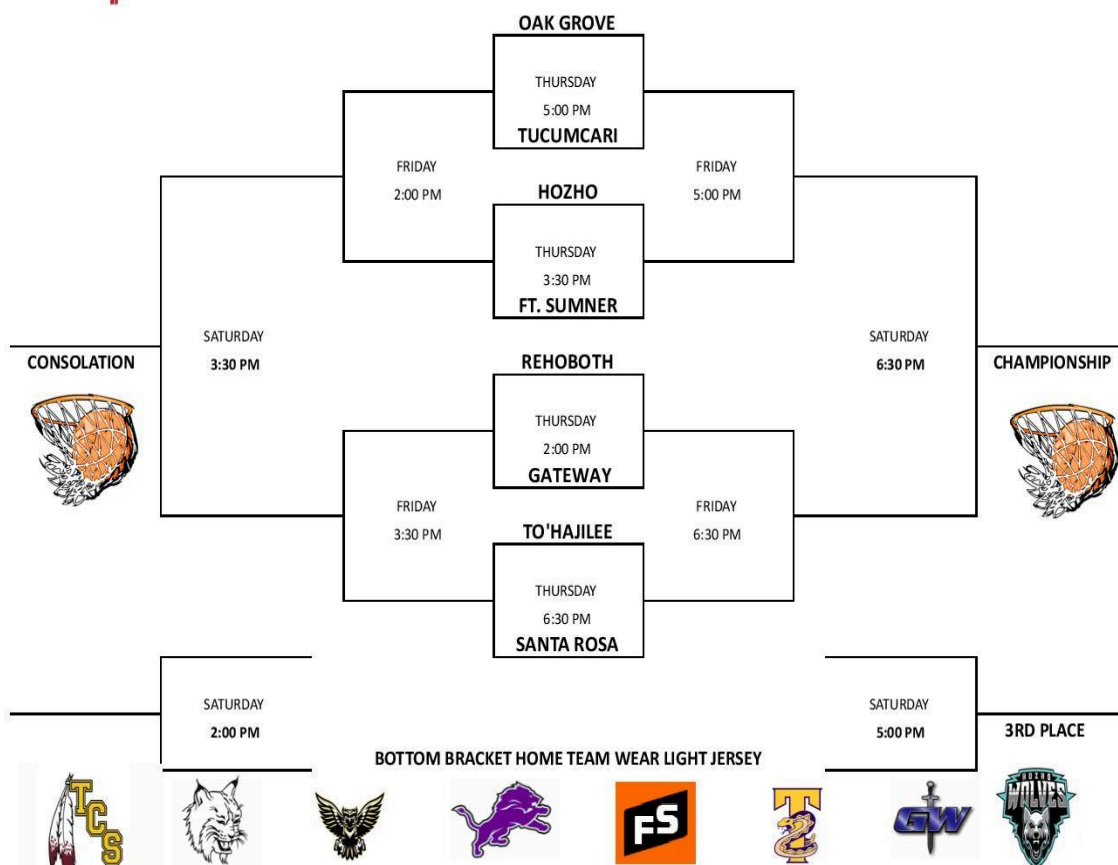 OAK GROVE
THURSDAY
5:00 PM
TUCUMCARI
FRIDAY
2:00 PM
FRIDAY
5:00 PM
HOZHO
THURSDAY
3:30 PM
FT. SUMNER
SATURDAY
3:30 PM
CONSOLATION
SATURDAY
6:30 PM
CHAMPIONSHIP
REHOBOTH
THURSDAY
2:00 PM
GATEWAY
FRIDAY
3:30 PM
FRIDAY
6:30 PM
TO'HAJILEE
THURSDAY
6:30 PM
SANTA ROSA
SATURDAY
2:00 PM
SATURDAY
5:00 PM
3RD PLACE
BOTTOM BRACKET HOME TEAM WEAR LIGHT JERSEY
TCS
FS
T
GW
HOZHO
WOLVES